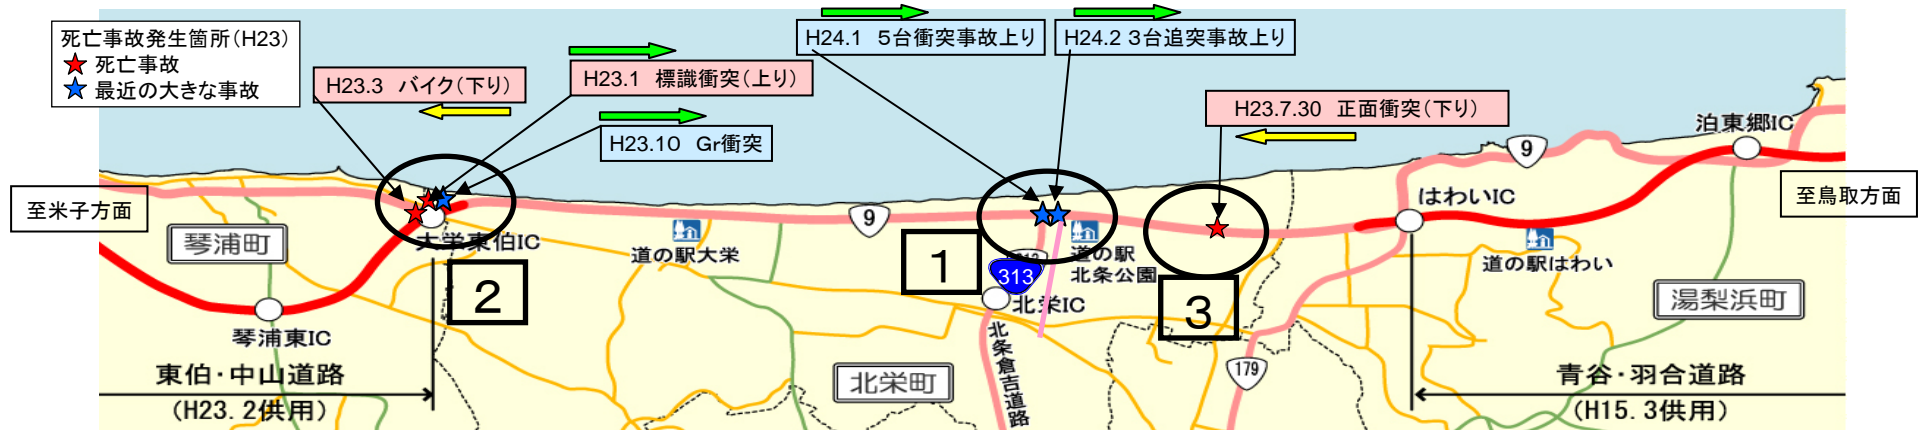 死亡事故発生箇所(H23)
死亡事故
最近の大きな事故
H23.3 バイク(下り)
H23.1 標識衝突(上り)
H23.10 Gr衝突
H24.1 5台衝突事故上り
H24.2 3台追突事故上り
H23.7.30 正面衝突(下り)
泊東郷IC
9
はわいIC
至米子方面
至鳥取方面
9
琴浦町
大栄東伯IC
道の駅大栄
1
道の駅
北条公園
313
道の駅はわい
2
北栄IC
3
湯梨浜町
琴浦東IC
北条倉吉道路
東伯・中山道路
(H23.2供用)
北栄町
179
青谷・羽合道路
(H15.3供用)